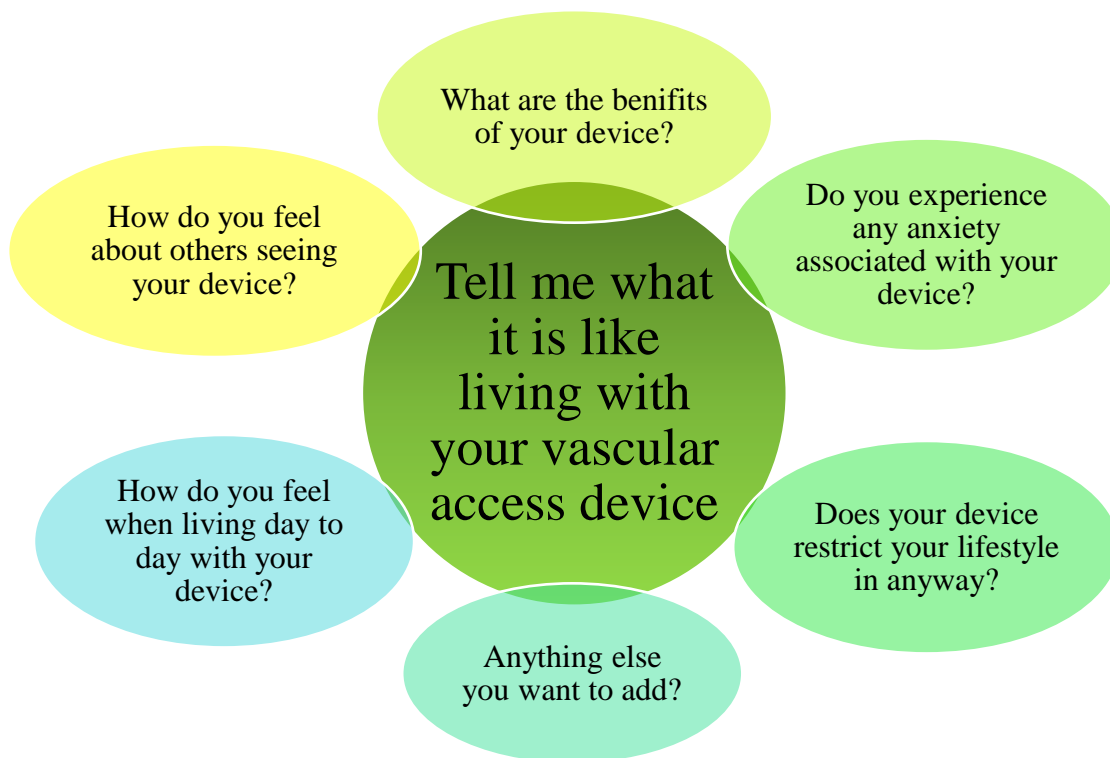 What are the benifits
of your device?
Do you experience
any anxiety
associated with your
device?
Does your device
restrict your lifestyle
in anyway?
Anything else
you want to add?
How do you feel
when living day to
day with your
device?
How do you feel
about others seeing
your device?
Tell me what
it is like
living with
your vascular
access device